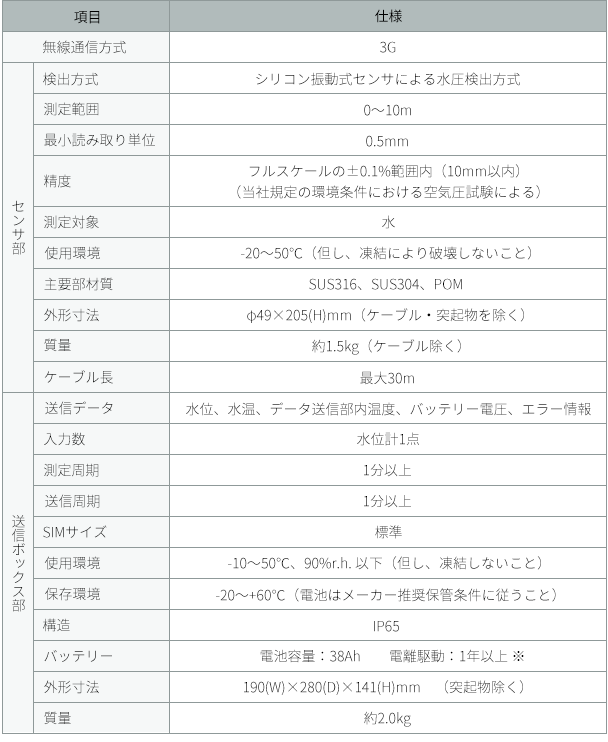 項目 仕様
無線通信方式 3G
センサ部
検出方式 シリコン振動式センサによる水圧検出方式
測定範囲 0～10m
最小読み取り単位 0.5mm
精度 フルスケールの±0.1%範囲内（10mm以内）
（当社規定の環境条件における空気圧試験による）
測定対象 水
使用環境 -20～50℃（但し、凍結により破壊しないこと）
主要部材質 SUS316、SUS304、POM
外形寸法 φ49×205(H)mm（ケーブル・突起物を除く）
質量 約1.5kg（ケーブル除く）
ケーブル長 最大30m
送信ボックス部
送信データ 水位、水温、データ送信部内温度、バッテリー電圧、エラー情報
入力数 水位計1点
測定周期 1分以上
送信周期 1分以上
SIMサイズ 標準
使用環境 -10～50℃、90%r.h. 以下（但し、凍結しないこと）
保存環境 -20～+60℃（電池はメーカー推奨保管条件に従うこと）
構造 IP65
バッテリー 電池容量：38Ah　　電離駆動：1年以上 ※
外形寸法 190(W)×280(D)×141(H)mm　（突起物除く）
質量 約2.0kg